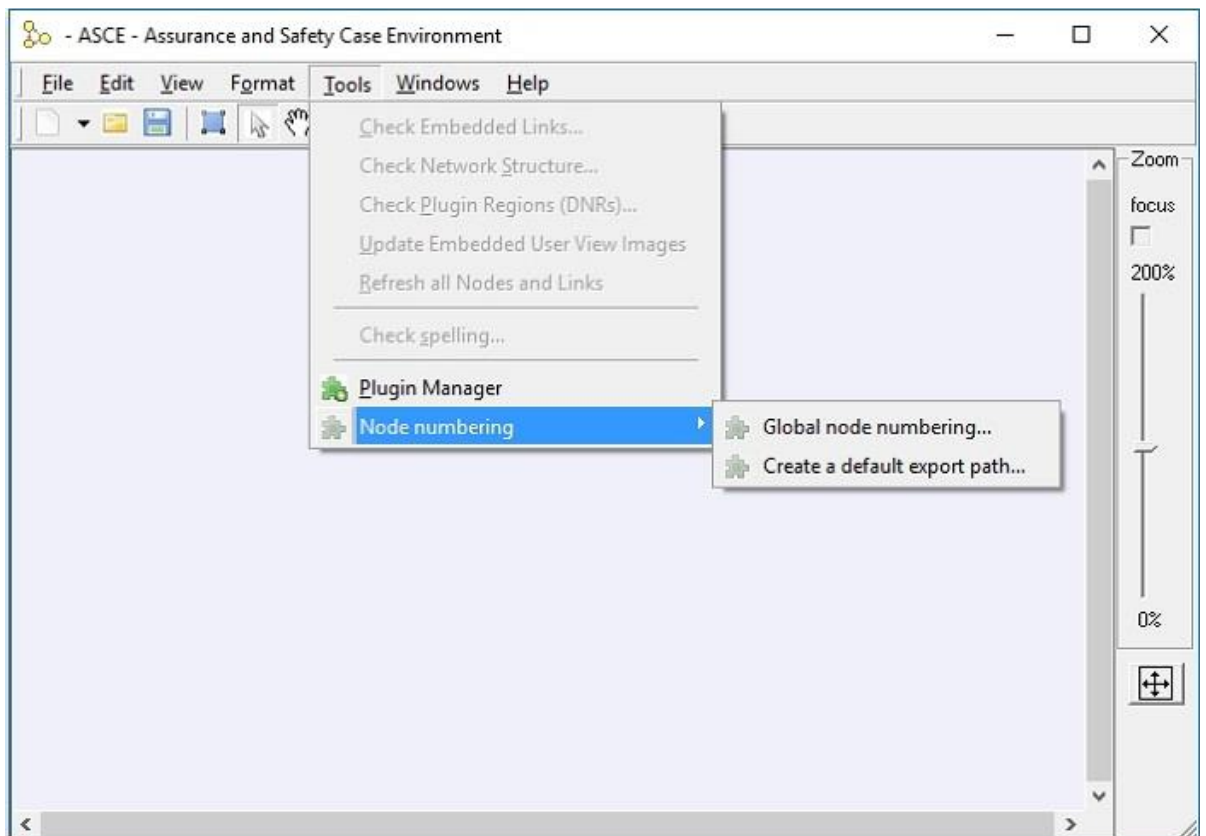 - ASCE - Assurance and Safety Case Environment
File Edit View Format Tools Windows Help
Check Embedded Links...
Check Network Structure...
Check Plugin Regions (DNRs)...
Update Embedded User View Images
Refresh all Nodes and Links
Check spelling...
Plugin Manager
Node numbering
Global node numbering...
Create a default export path...
Zoom
focus
200%
0%